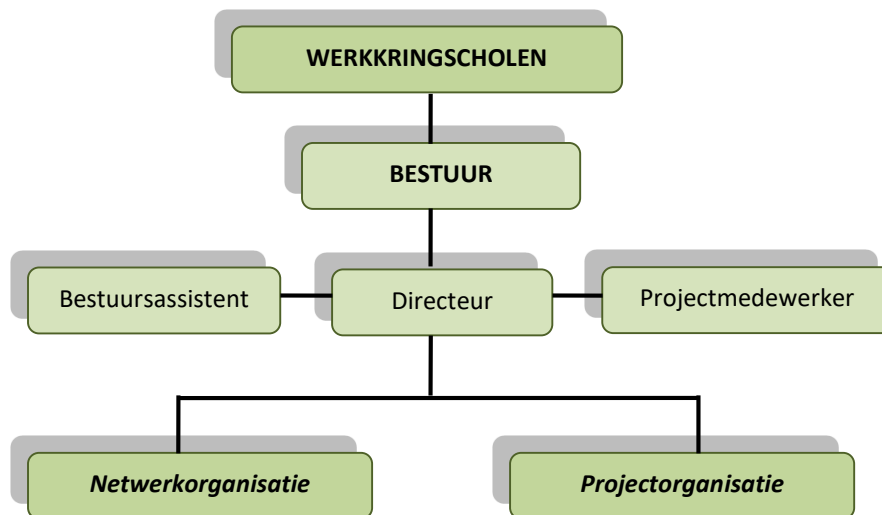 WERKKRINGSCHOLEN
BESTUUR
Bestuursassistent
Directeur
Projectmedewerker
Netwerkorganisatie
Projectorganisatie